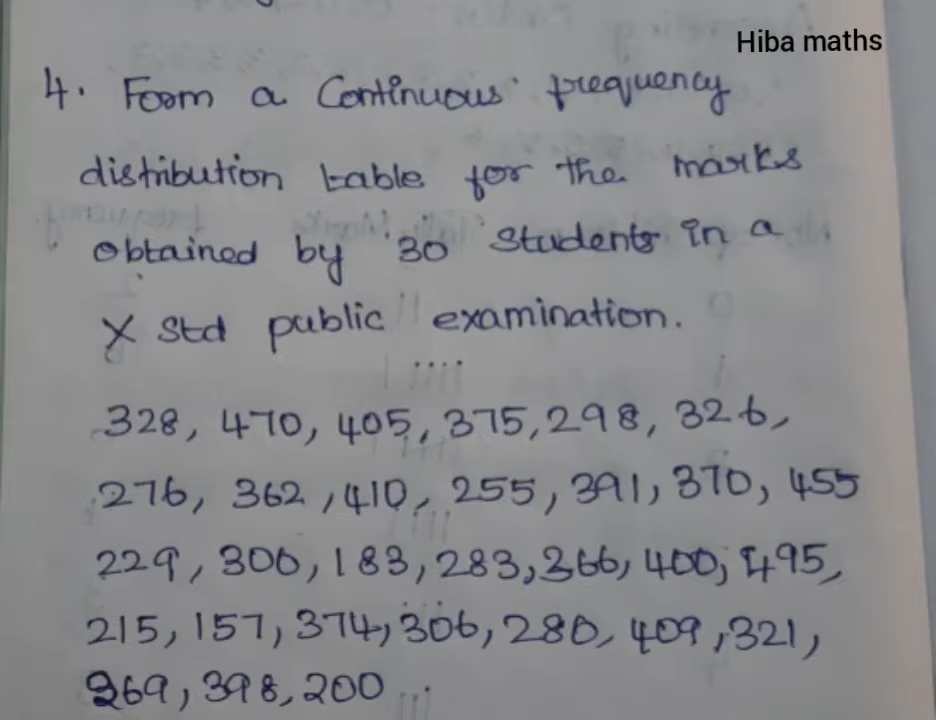 Hiba maths
4. Form a Continuous frequency
distribution table for the marks
obtained by 30 students in a
X std public examination.
328, 470, 405, 375, 298, 326,
276, 362, 410, 255, 391, 370, 455
229, 300, 183, 283, 366, 400, 495,
215, 157, 374, 306, 280, 409, 321,
269, 398, 200